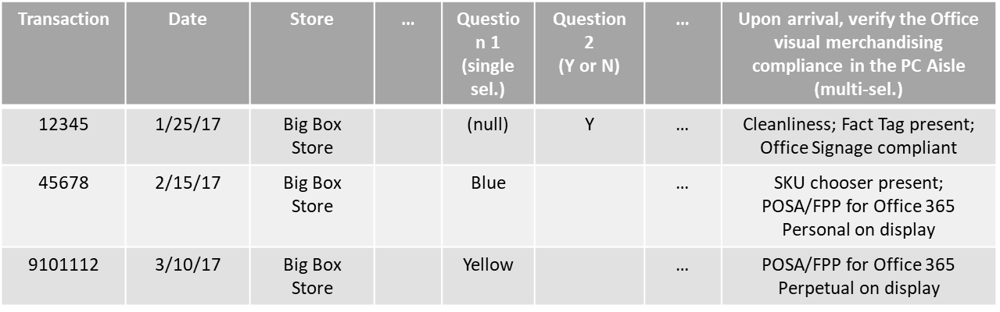 Transaction Date Store ... Questio n 1 (single sel.) Question 2 (Y or N) ... Upon arrival, verify the Office visual merchandising compliance in the PC Aisle (multi-sel.)
12345 1/25/17 Big Box Store (null) Y ... Cleanliness; Fact Tag present; Office Signage compliant
45678 2/15/17 Big Box Store Blue ... SKU chooser present; POSA/FPP for Office 365 Personal on display
9101112 3/10/17 Big Box Store Yellow ... POSA/FPP for Office 365 Perpetual on display